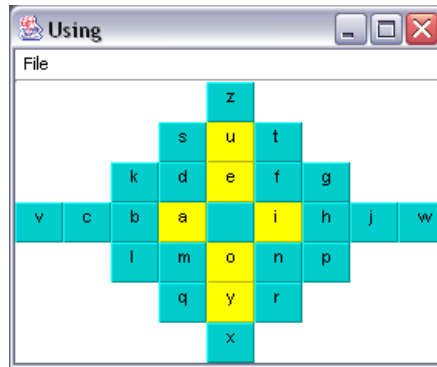 Using
File
z
s u t
k d e f g
v c b a i h j w
l m o n p
q y r
x